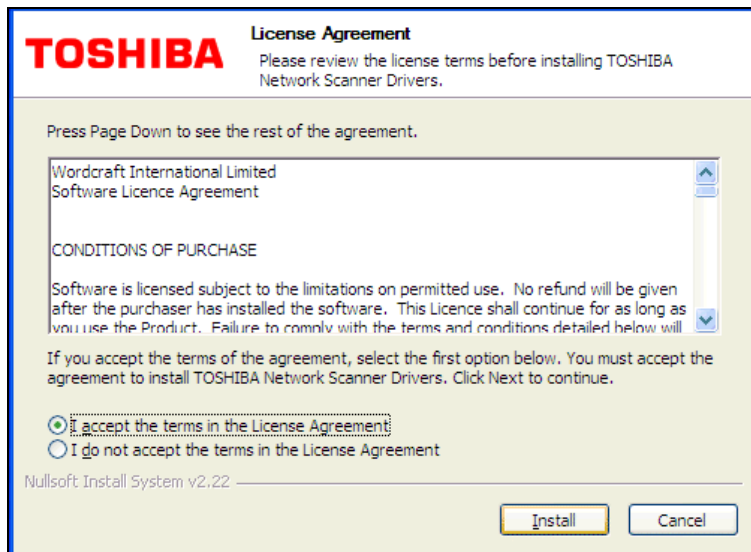 TOSHIBA
License Agreement
Please review the license terms before installing TOSHIBA
Network Scanner Drivers.
Press Page Down to see the rest of the agreement.
Wordcraft International Limited
Software Licence Agreement
CONDITIONS OF PURCHASE
Software is licensed subject to the limitations on permitted use.  No refund will be given
after the purchaser has installed the software.  This Licence shall continue for as long as
you use the Product.  Failure to comply with the terms and conditions detailed below will
If you accept the terms of the agreement, select the first option below. You must accept the
agreement to install TOSHIBA Network Scanner Drivers. Click Next to continue.
I accept the terms in the License Agreement
I do not accept the terms in the License Agreement
Nullsoft Install System v2.22
Install
Cancel